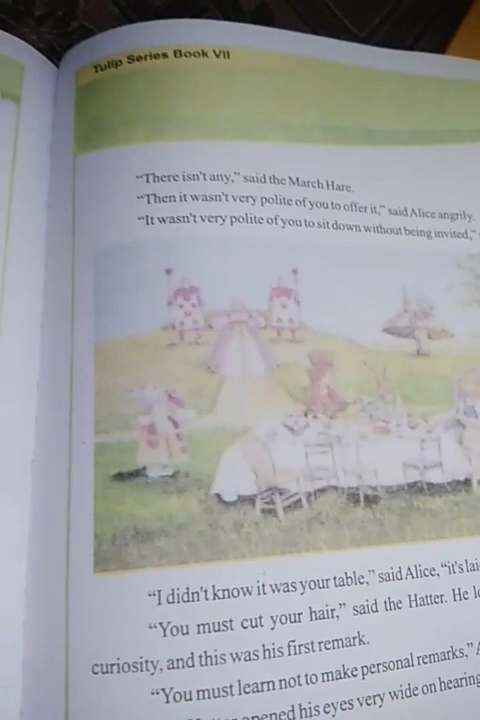 Tulip Series Book VII
“There isn't any,” said the March Hare.
“Then it wasn't very polite of you to offer it,” said Alice angrily.
“It wasn't very polite of you to sit down without being invited,”
“I didn't know it was your table,” said Alice, “it's
“You must cut your hair,” said the Hatter. He
curiosity, and this was his first remark.
“You must learn not to make personal remarks,”
opened his eyes very wide on hearing